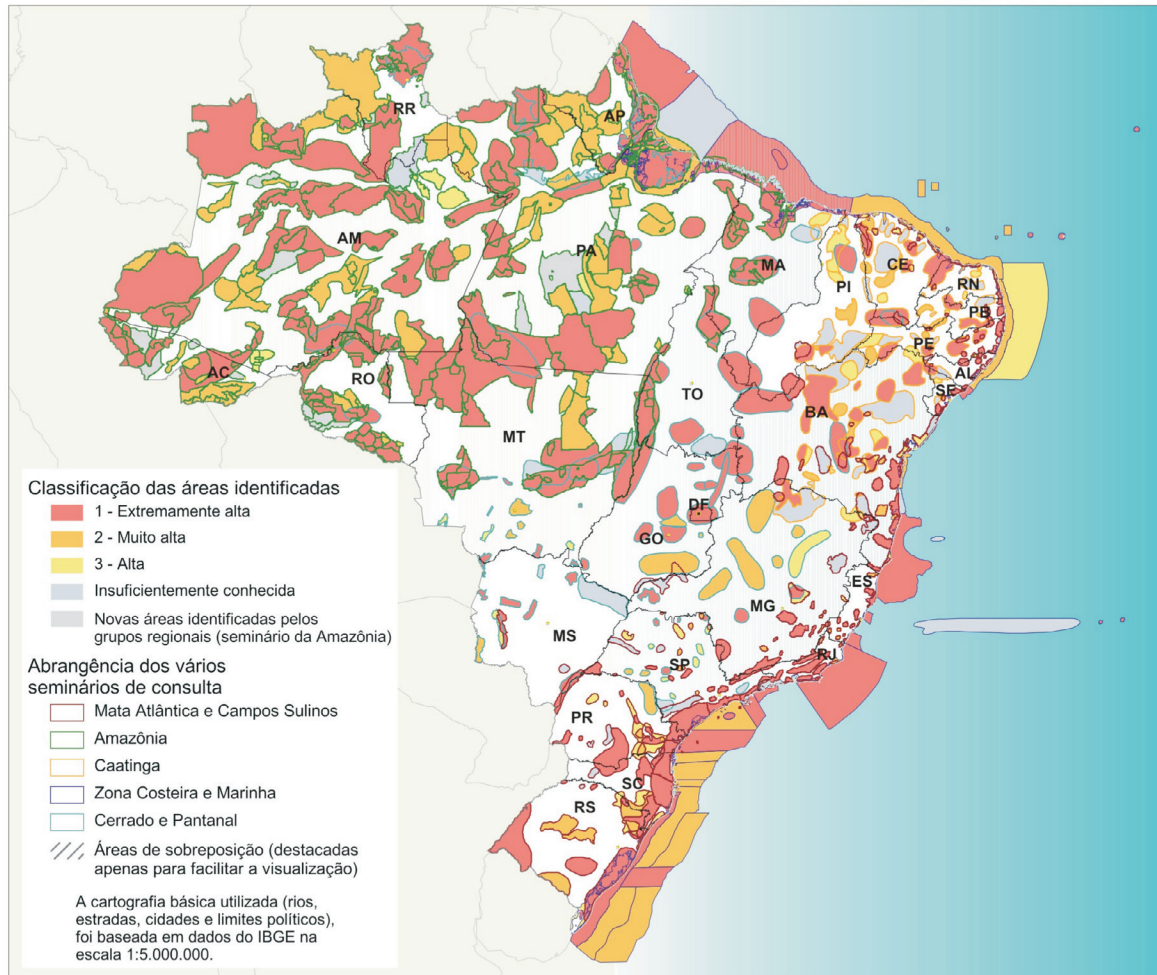 RR
AP
AM
PA
MA
PI
CE
RN
PB
PE
AL
SE
AC
RO
TO
BA
MT
DF
GO
MG
ES
MS
SP
RJ
PR
SC
RS
Classificação das áreas identificadas
1 - Extremamente alta
2 - Muito alta
3 - Alta
Insuficientemente conhecida
Novas áreas identificadas pelos
grupos regionais (seminário da Amazônia)
Abrangência dos vários
seminários de consulta
Mata Atlântica e Campos Sulinos
Amazônia
Caatinga
Zona Costeira e Marinha
Cerrado e Pantanal
Áreas de sobreposição (destacadas
apenas para facilitar a visualização)
A cartografia básica utilizada (rios,
estradas, cidades e limites políticos),
foi baseada em dados do IBGE na
escala 1:5.000.000.